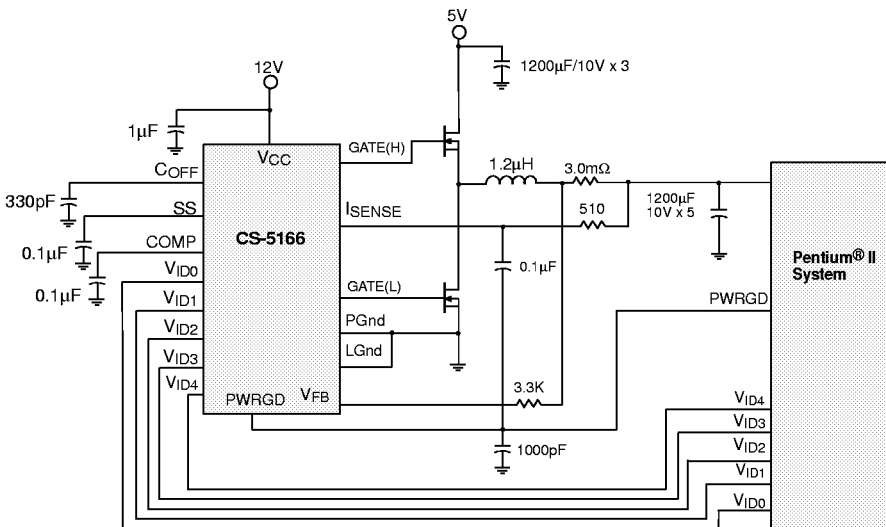 5V
1200μF/10V x 3
12V
1μF
VCC
GATE(H)
1.2μH
3.0mΩ
COFF
330pF
SS
ISENSE
510
1200μF
10V x 5
CS-5166
COMP
0.1μF
0.1μF
0.1μF
Pentium® II
System
VID0
GATE(L)
VID1
PGnd
PWRGD
VID2
LGnd
VID3
VID4
3.3K
PWRGD
VFB
VID4
VID3
1000pF
VID2
VID1
VID0